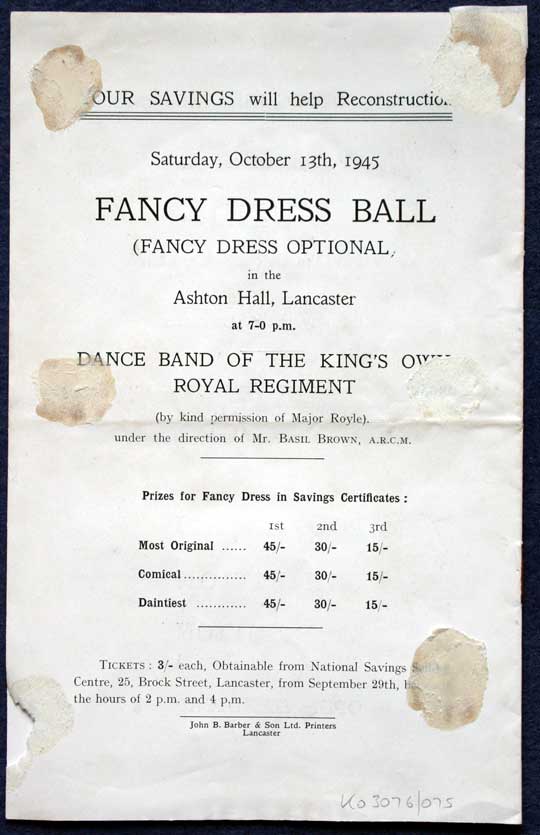 OUR SAVINGS will help Reconstruction
Saturday, October 13th, 1945
FANCY DRESS BALL
(FANCY DRESS OPTIONAL)
in the
Ashton Hall, Lancaster
at 7-0 p.m.
DANCE BAND OF THE KING'S OWN
ROYAL REGIMENT
(by kind permission of Major Royle).
under the direction of Mr. BASIL BROWN, A.R.C.M.
Prizes for Fancy Dress in Savings Certificates :
1st 2nd 3rd
Most Original ...... 45/- 30/- 15/-
Comical ............... 45/- 30/- 15/-
Daintiest ............ 45/- 30/- 15/-
TICKETS : 3/- each, Obtainable from National Savings
Centre, 25, Brock Street, Lancaster, from September 29th,
the hours of 2 p.m. and 4 p.m.
John B. Barber & Son Ltd. Printers
Lancaster
KO3076/075